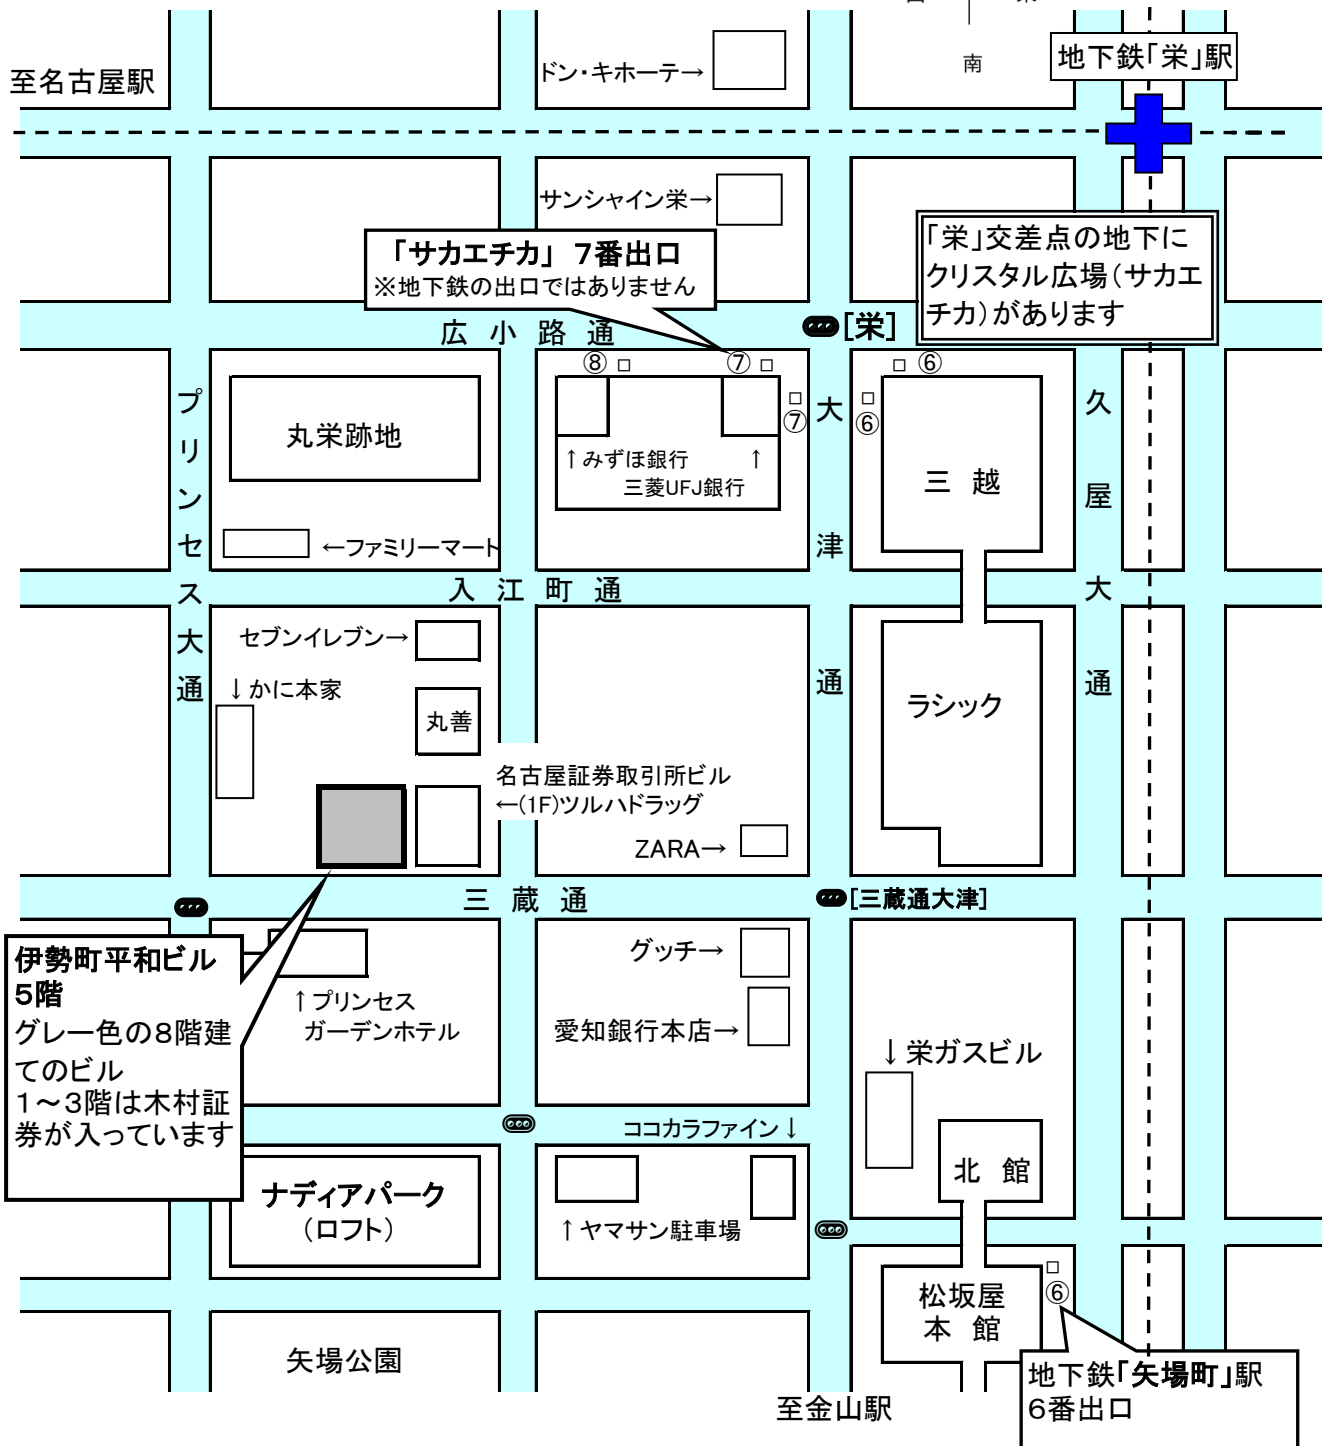 西 東
南
地下鉄「栄」駅
至名古屋駅
ドン・キホーテ→
サンシャイン栄→
「サカエチカ」 7番出口
※地下鉄の出口ではありません
「栄」交差点の地下に
クリスタル広場(サカエ
チカ)があります
広小路通
[栄]
⑧ ⑦ ⑥
⑦ ⑥
プリンセス大通
大津通
久屋大通
丸栄跡地
↑みずほ銀行 ↑
三菱UFJ銀行
三越
←ファミリーマート
入江町通
セブンイレブン→
↓かに本家
丸善
ラシック
名古屋証券取引所ビル
←(1F)ツルハドラッグ
ZARA→
三蔵通
[三蔵通大津]
伊勢町平和ビル
5階
グレー色の8階建
てのビル
1~3階は木村証
券が入っています
↑プリンセス
ガーデンホテル
グッチ→
愛知銀行本店→
↓栄ガスビル
ココカラファイン↓
北館
ナディアパーク
(ロフト)
↑ヤマサン駐車場
松坂屋
本館
⑥
矢場公園
地下鉄「矢場町」駅
6番出口
至金山駅